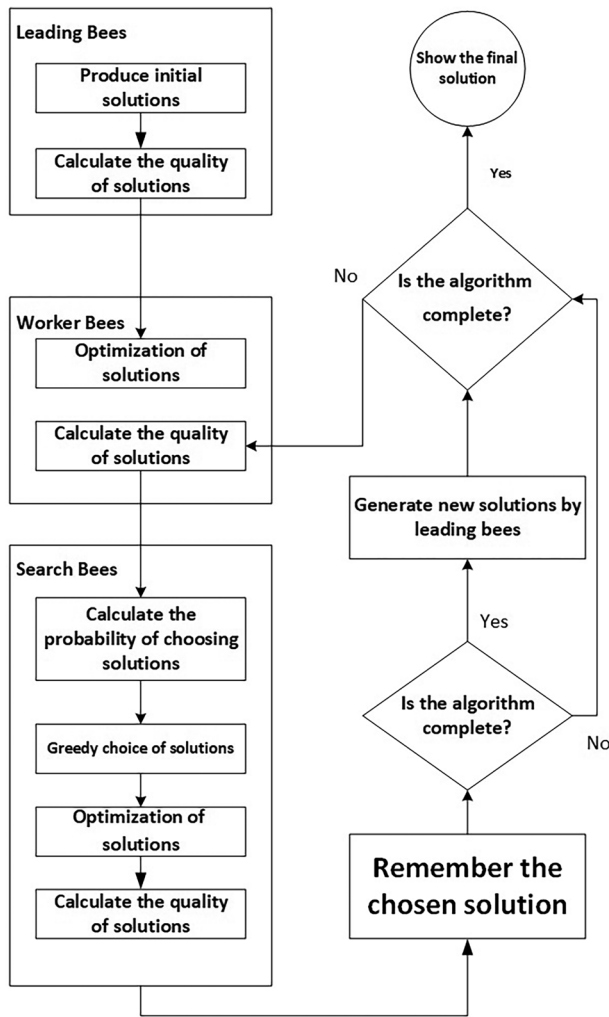 Leading Bees
Produce initial
solutions
Calculate the quality
of solutions
Worker Bees
Optimization of
solutions
Calculate the quality
of solutions
Search Bees
Calculate the
probability of choosing
solutions
Greedy choice of solutions
Optimization of
solutions
Calculate the quality
of solutions
Show the final
solution
Yes
No
Is the algorithm
complete?
Generate new solutions by
leading bees
Yes
Is the algorithm
complete?
No
Remember the
chosen solution